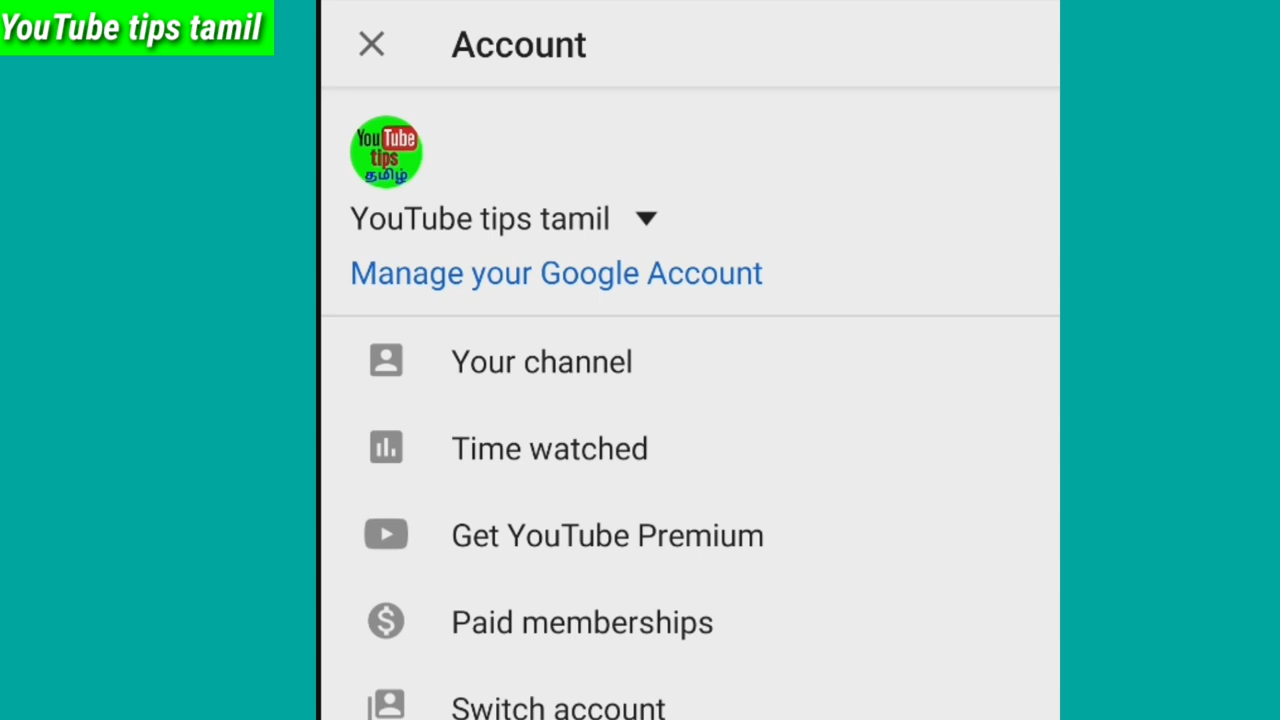 YouTube tips tamil
Account
YouTube
tips
தமிழ்
YouTube tips tamil
Manage your Google Account
Your channel
Time watched
Get YouTube Premium
Paid memberships
Switch account